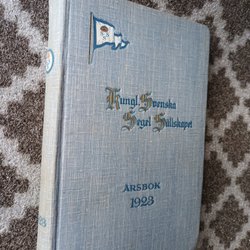 Kungl. Svenska
Segel Sällskapet
ÅRSBOK
1923